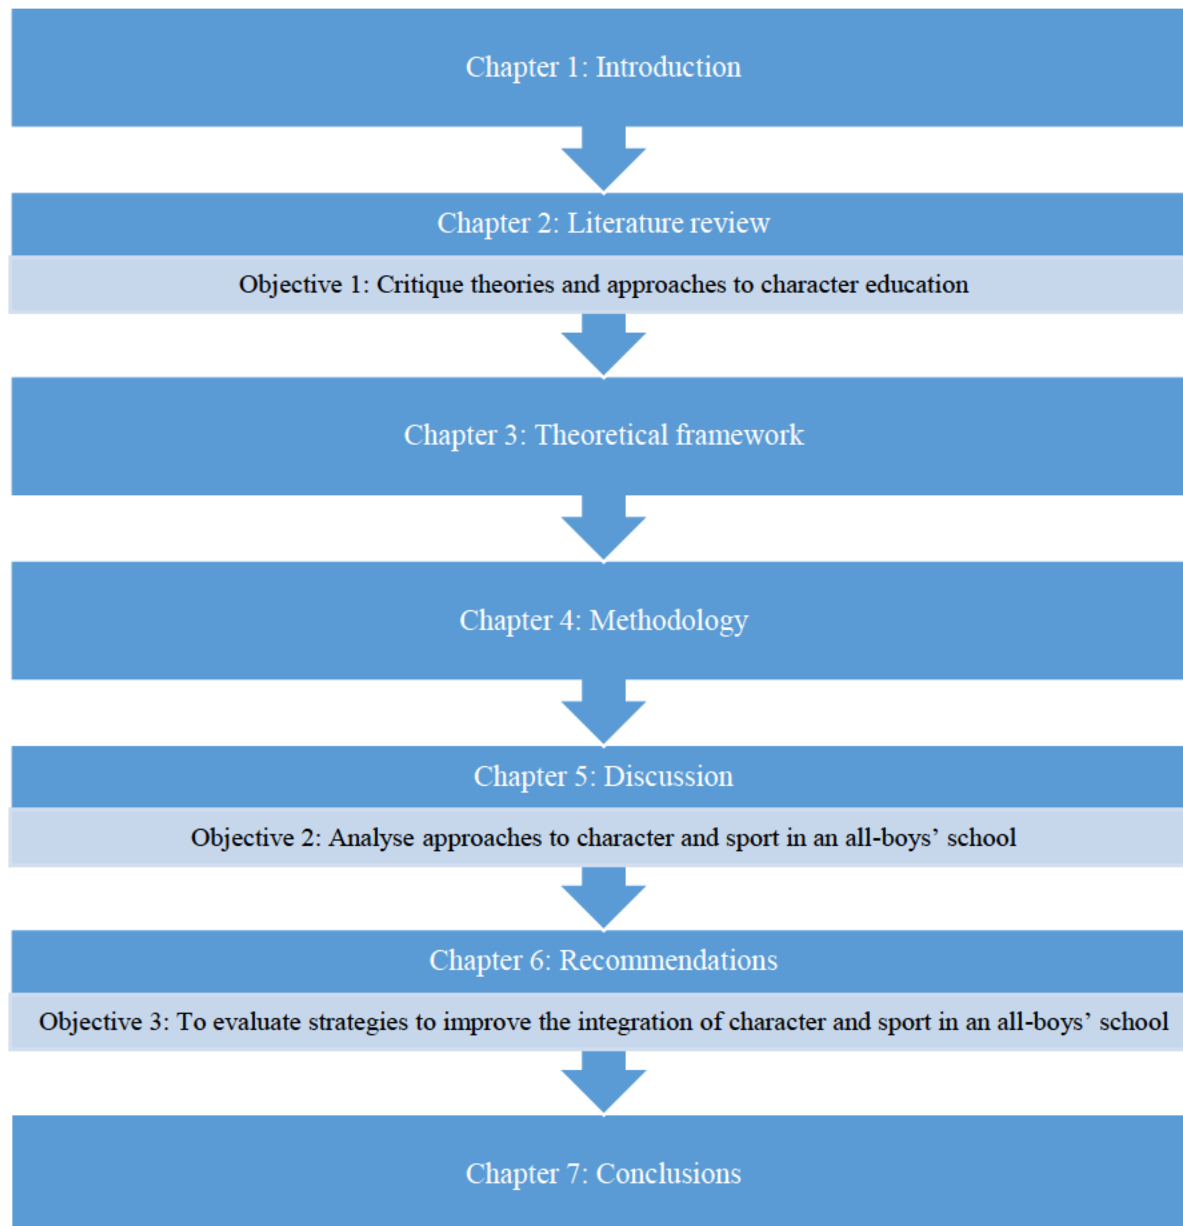 Chapter 1: Introduction
Chapter 2: Literature review
Objective 1: Critique theories and approaches to character education
Chapter 3: Theoretical framework
Chapter 4: Methodology
Chapter 5: Discussion
Objective 2: Analyse approaches to character and sport in an all-boys’ school
Chapter 6: Recommendations
Objective 3: To evaluate strategies to improve the integration of character and sport in an all-boys’ school
Chapter 7: Conclusions